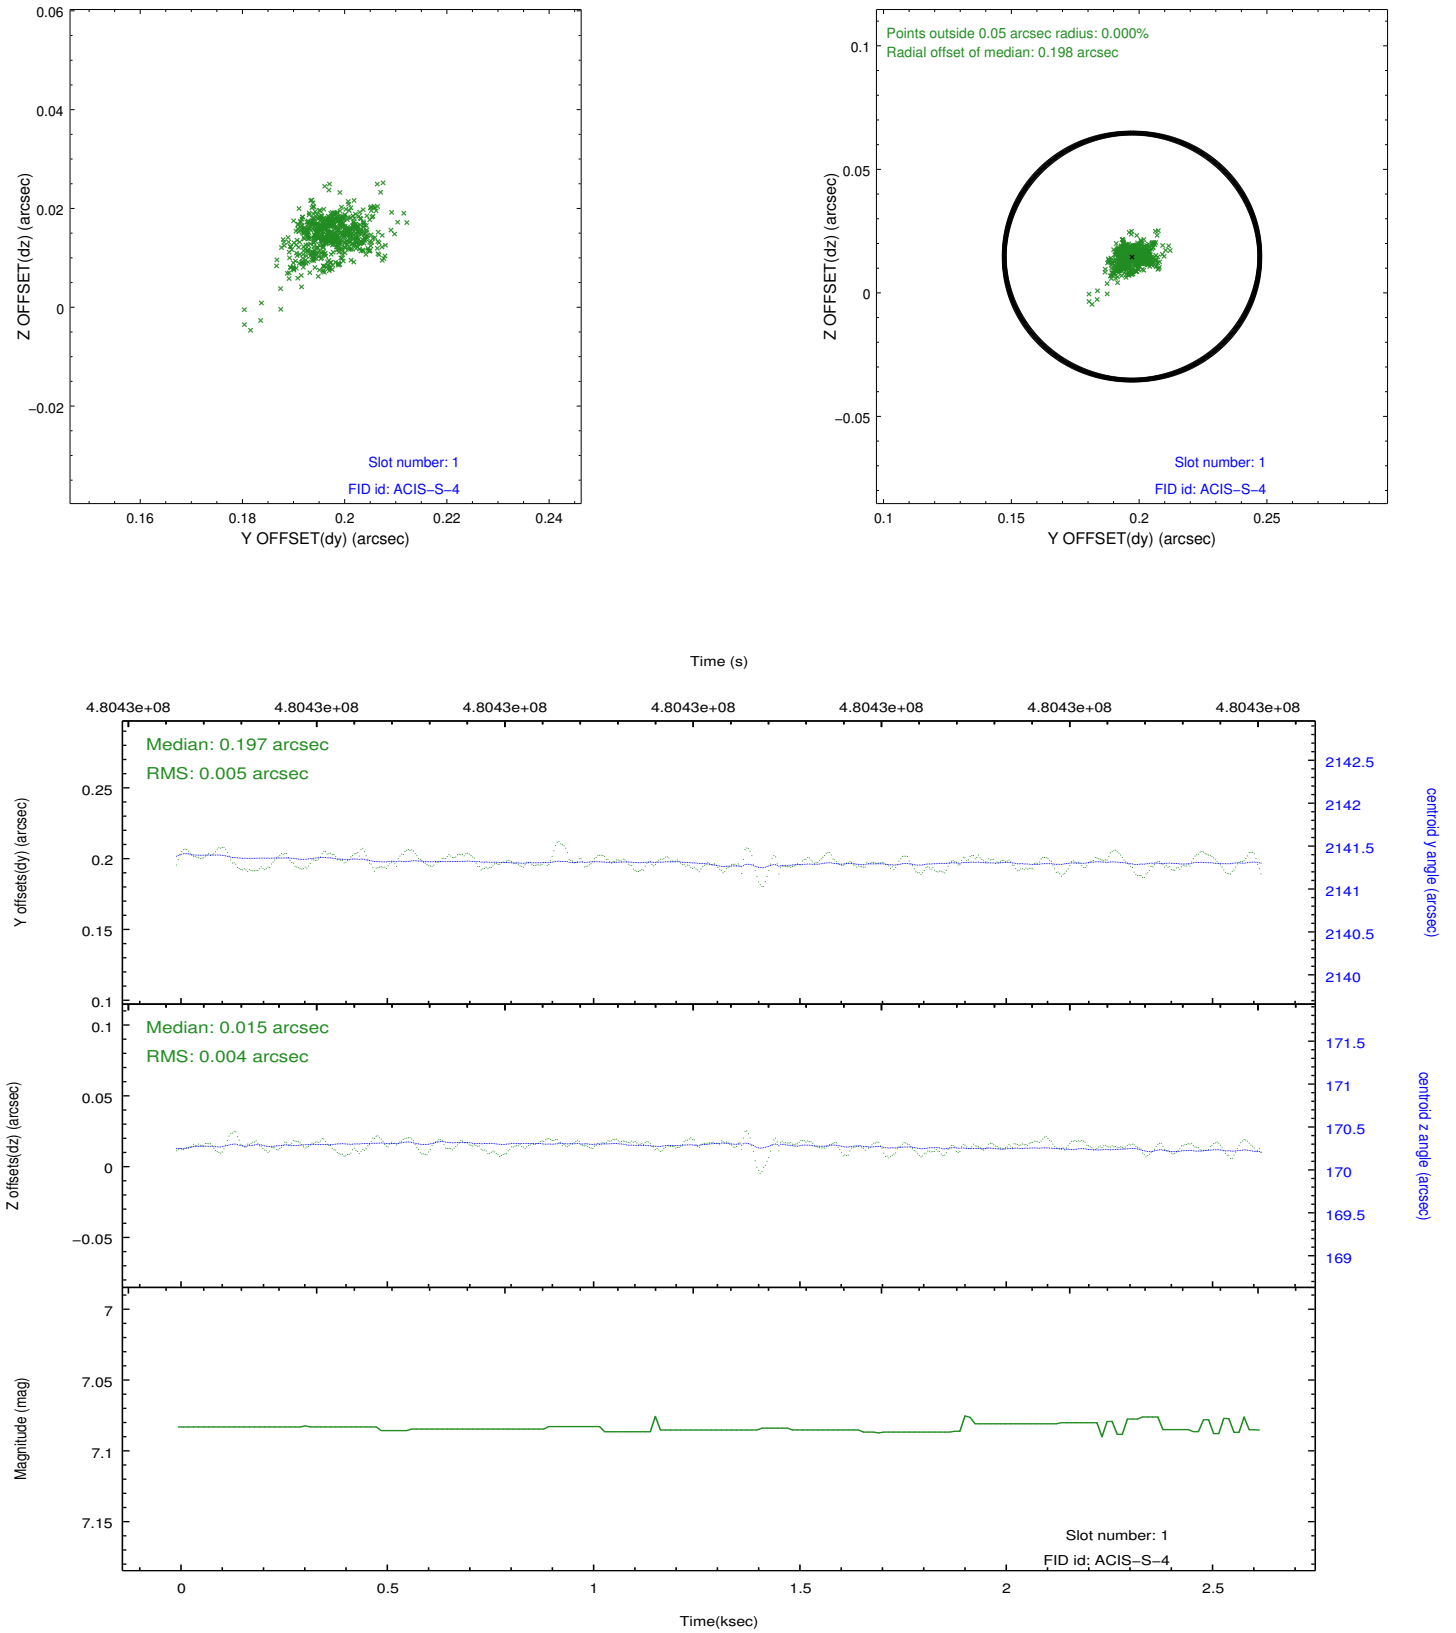 0.06
0.04
0.02
0
−0.02
Z OFFSET(dz) (arcsec)
Slot number: 1
FID id: ACIS−S−4
0.16 0.18 0.2 0.22 0.24
Y OFFSET(dy) (arcsec)
Points outside 0.05 arcsec radius: 0.000%
Radial offset of median: 0.198 arcsec
0.1
0.05
0
−0.05
Z OFFSET(dz) (arcsec)
Slot number: 1
FID id: ACIS−S−4
0.1 0.15 0.2 0.25
Y OFFSET(dy) (arcsec)
Time (s)
4.8043e+08 4.8043e+08 4.8043e+08 4.8043e+08 4.8043e+08 4.8043e+08 4.8043e+08
Median: 0.197 arcsec
RMS: 0.005 arcsec
0.25
0.2
0.15
0.1
Y offsets(dy) (arcsec)
2142.5
2142
2141.5
2141
2140.5
2140
centroid y angle (arcsec)
Median: 0.015 arcsec
RMS: 0.004 arcsec
0.1
0.05
0
−0.05
Z offsets(dz) (arcsec)
171.5
171
170.5
170
169.5
169
centroid z angle (arcsec)
7
7.05
7.1
7.15
Magnitude (mag)
Slot number: 1
FID id: ACIS−S−4
0 0.5 1 1.5 2 2.5
Time(ksec)